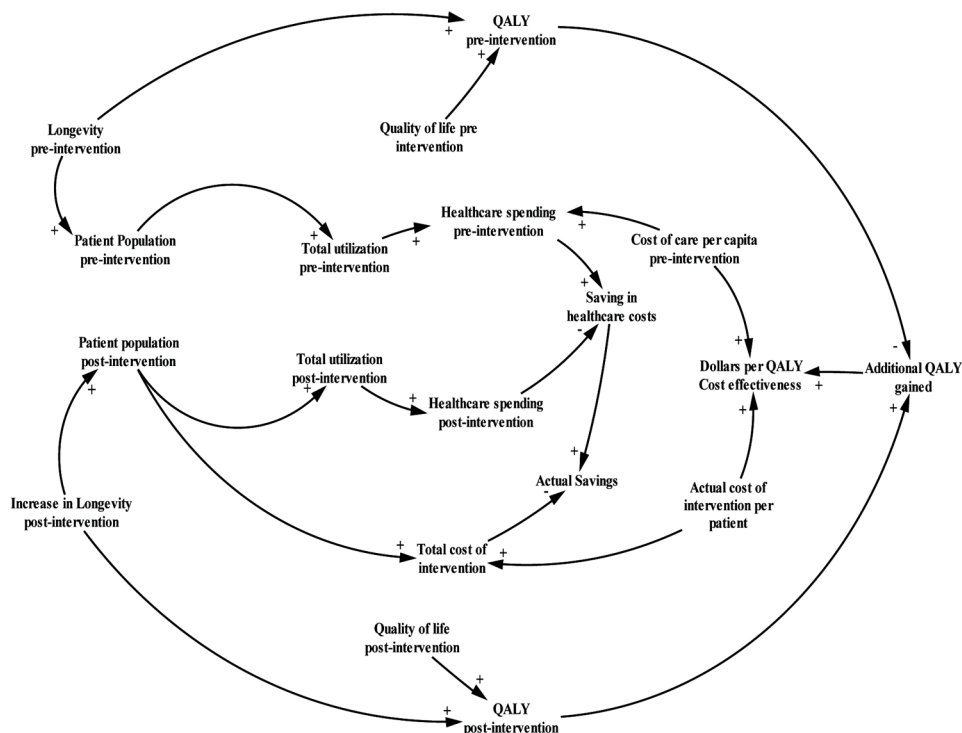 QALY
pre-intervention
+
+
Quality of life pre
intervention
Longevity
pre-intervention
+
Patient Population
pre-intervention
+
Total utilization
pre-intervention
+
Healthcare spending
pre-intervention
+
Cost of care per capita
pre-intervention
+
Saving in
healthcare costs
-
Patient population
post-intervention
+
Total utilization
post-intervention
+
+
Healthcare spending
post-intervention
+
Dollars per QALY
Cost effectiveness
+
+
-
Additional QALY
gained
+
+
Actual Savings
-
Actual cost of
intervention per
patient
Increase in Longevity
post-intervention
+
Total cost of
intervention
+
Quality of life
post-intervention
+
+
QALY
post-intervention